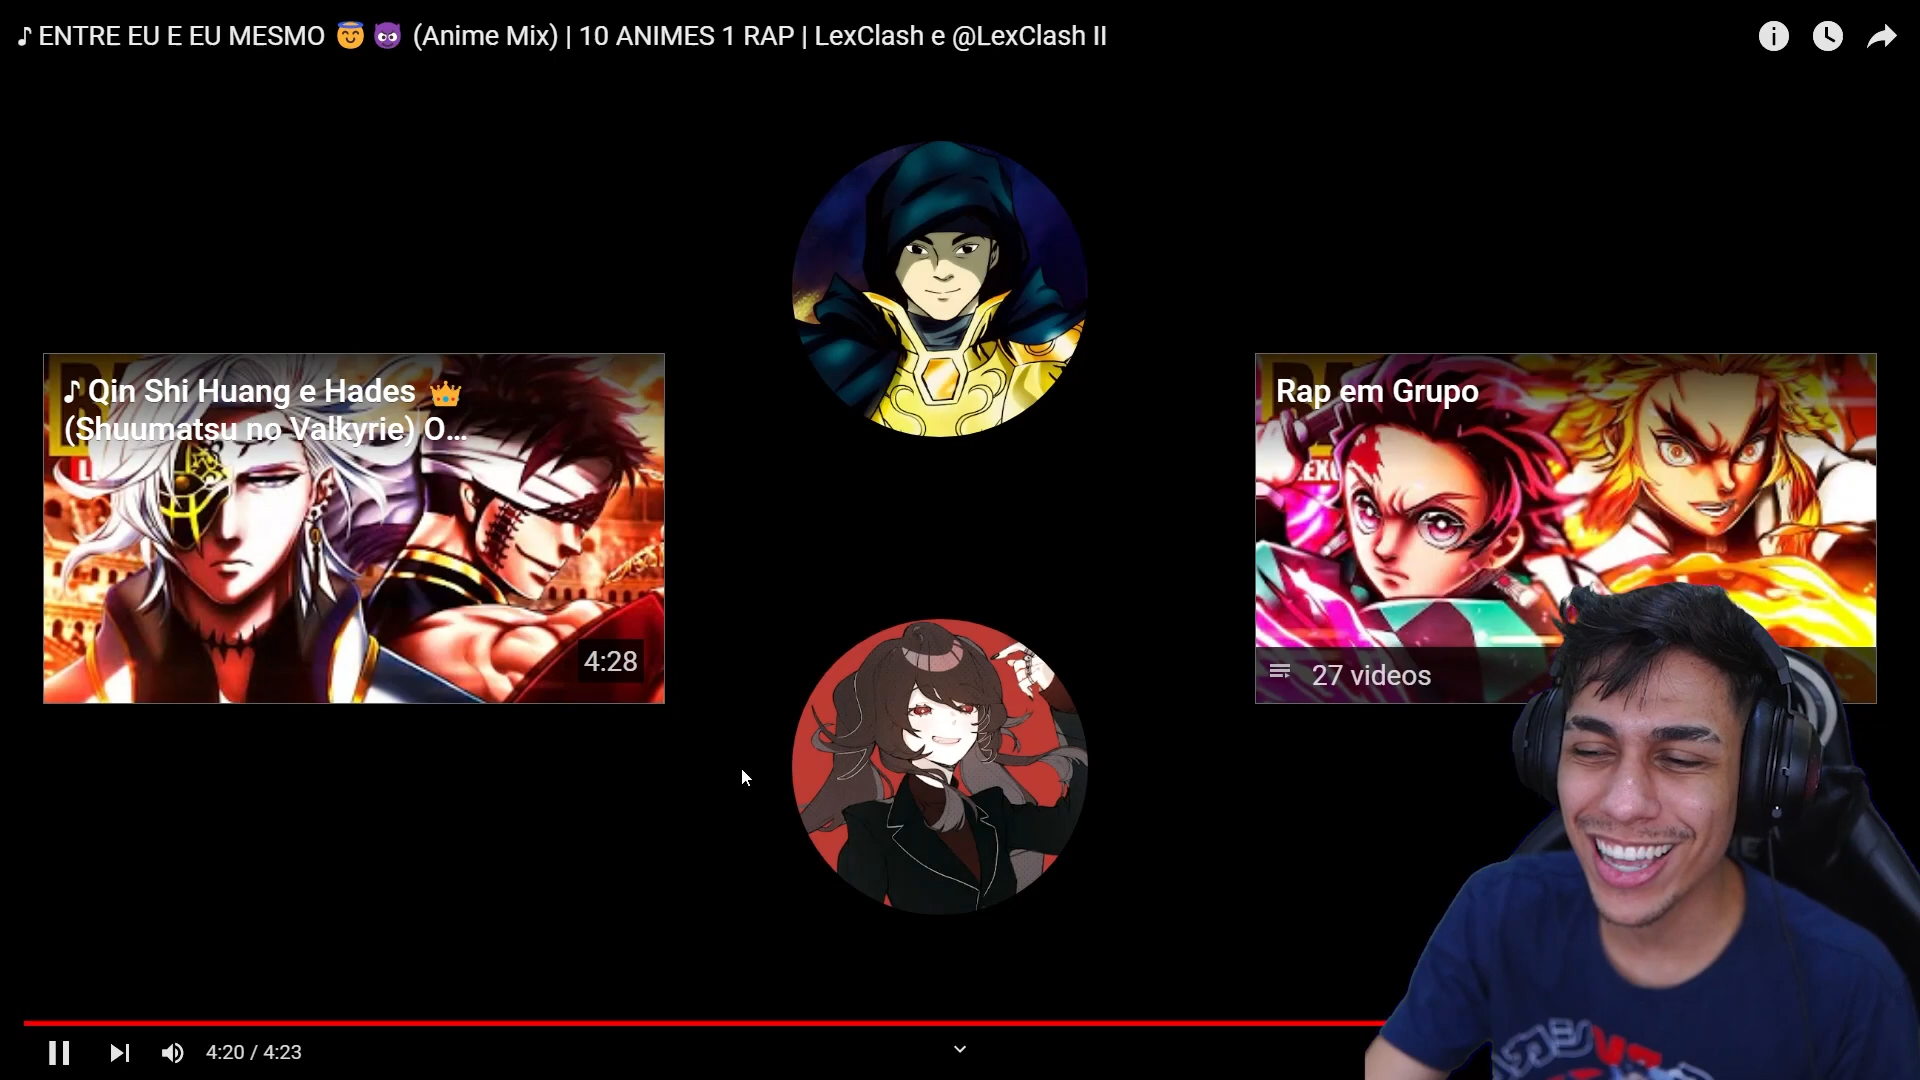 ♪ ENTRE EU E EU MESMO 😇 😈 (Anime Mix) | 10 ANIMES 1 RAP | LexClash e @LexClash II
♪ Qin Shi Huang e Hades 👑
(Shuumatsu no Valkyrie) O...
4:28
Rap em Grupo
27 videos
4:20 / 4:23